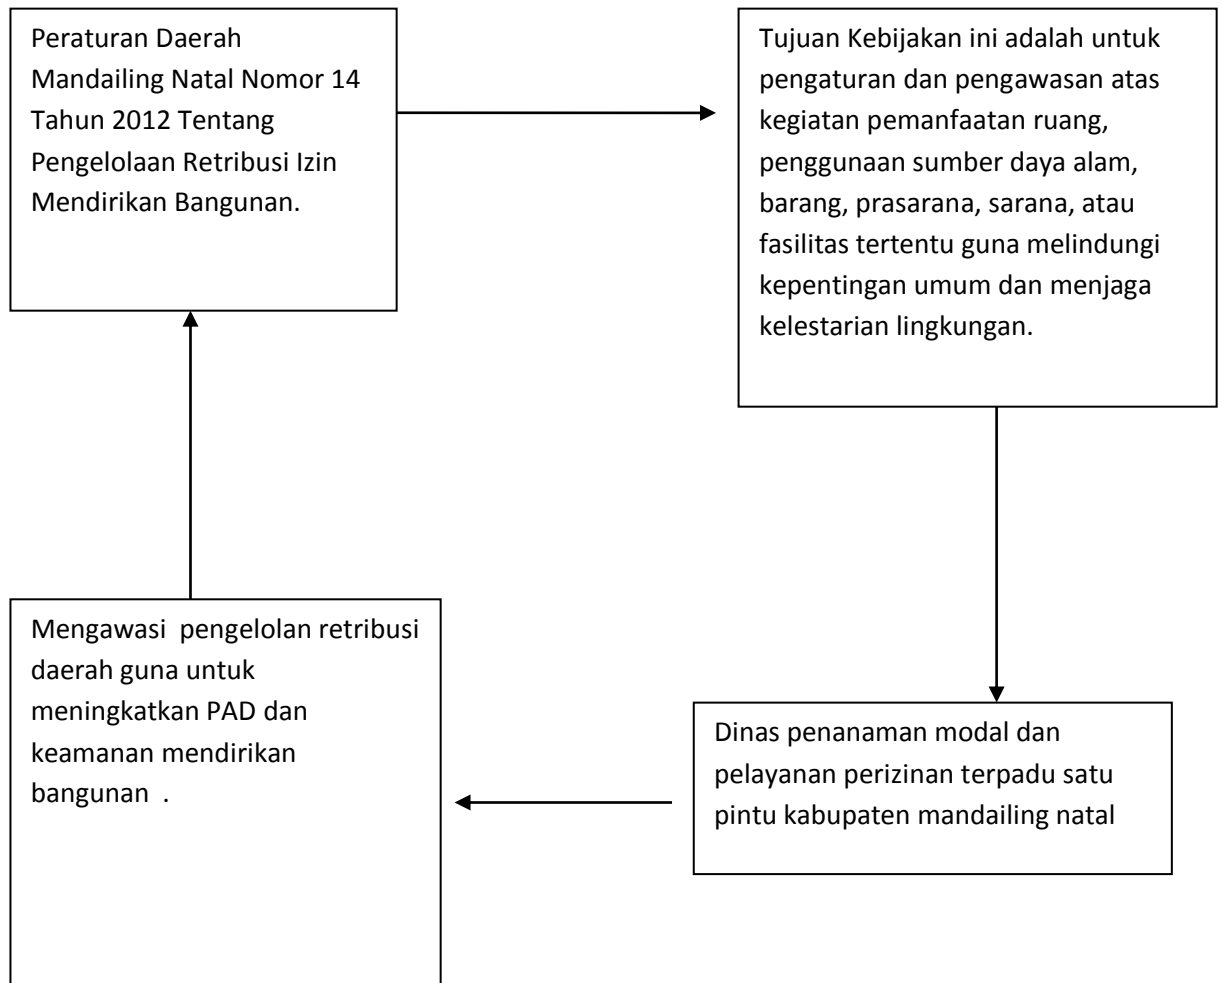 Peraturan Daerah
Mandailing Natal Nomor 14
Tahun 2012 Tentang
Pengelolaan Retribusi Izin
Mendirikan Bangunan.
Tujuan Kebijakan ini adalah untuk
pengaturan dan pengawasan atas
kegiatan pemanfaatan ruang,
penggunaan sumber daya alam,
barang, prasarana, sarana, atau
fasilitas tertentu guna melindungi
kepentingan umum dan menjaga
kelestarian lingkungan.
Dinas penanaman modal dan
pelayanan perizinan terpadu satu
pintu kabupaten mandailing natal
Mengawasi  pengelolan retribusi
daerah guna untuk
meningkatkan PAD dan
keamanan mendirikan
bangunan  .